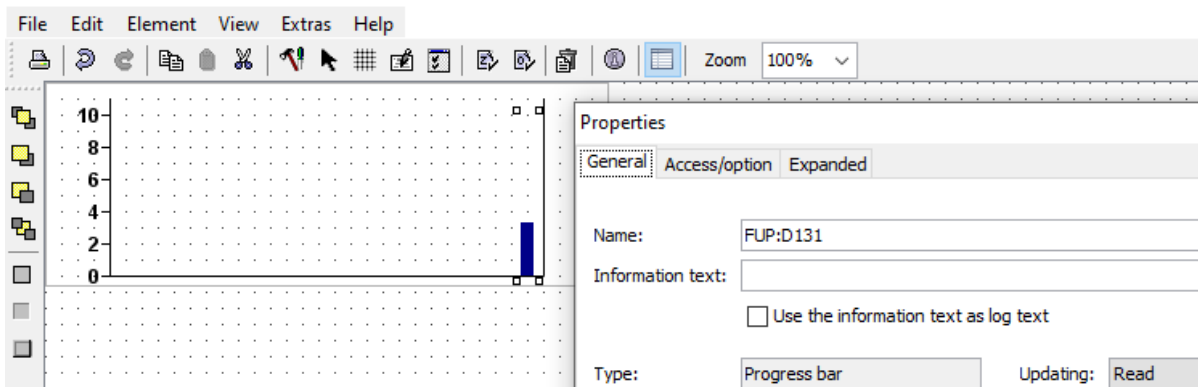 File Edit Element View Extras Help
Zoom 100%
10
8
6
4
2
0
Properties
General Access/option Expanded
Name: FUP:D131
Information text:
Use the information text as log text
Type: Progress bar Updating: Read